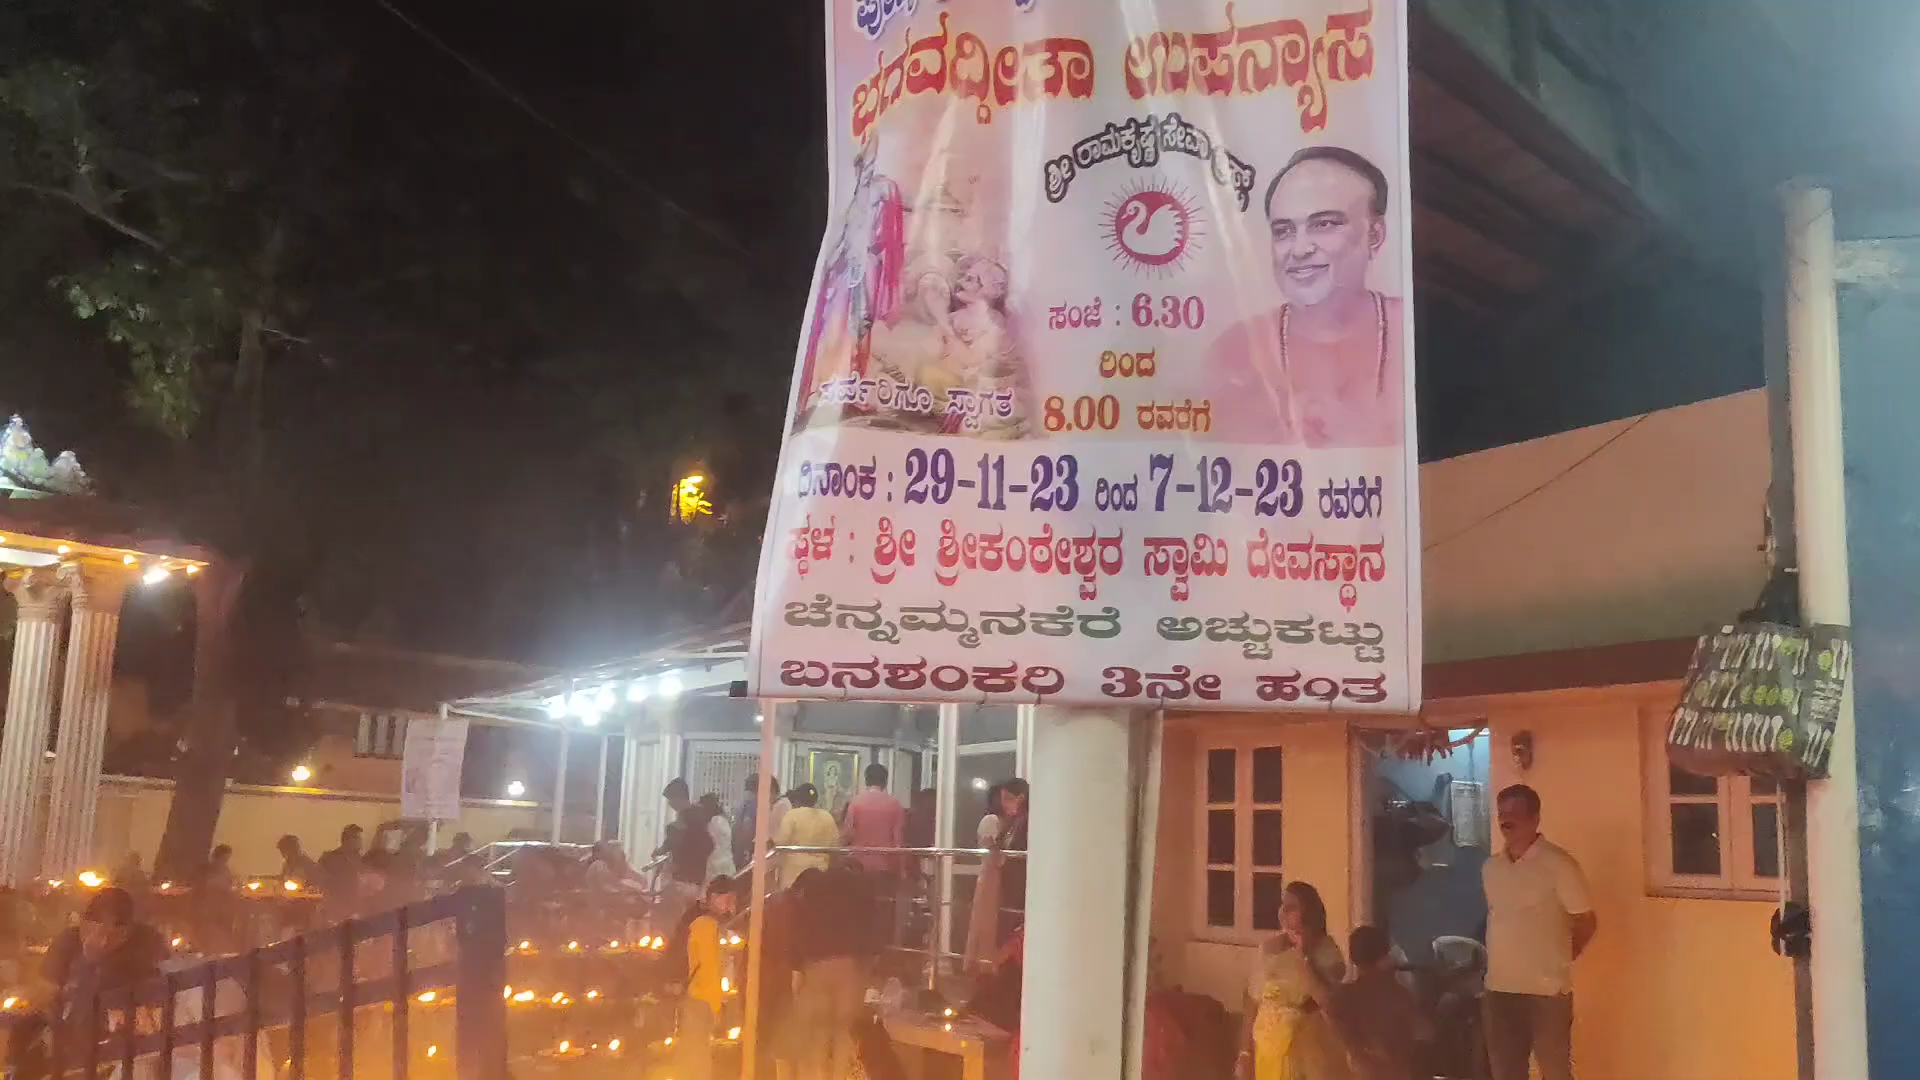 ಭಗವದ್ಗೀತಾ ಉಪನ್ಯಾಸ
ಶ್ರೀ ರಾಮಕೃಷ್ಣ ಸೇವಾ
ಸಂಜೆ : 6.30
ರಿಂದ
8.00 ರವರೆಗೆ
ಸರ್ವರಿಗೂ ಸ್ವಾಗತ
ದಿನಾಂಕ : 29-11-23 ರಿಂದ 7-12-23 ರವರೆಗೆ
ಸ್ಥಳ : ಶ್ರೀ ಶ್ರೀಕಂಠೇಶ್ವರ ಸ್ವಾಮಿ ದೇವಸ್ಥಾನ
ಚೆನ್ನಮ್ಮನಕೆರೆ ಅಚ್ಚುಕಟ್ಟು
ಬನಶಂಕರಿ 3ನೇ ಹಂತ